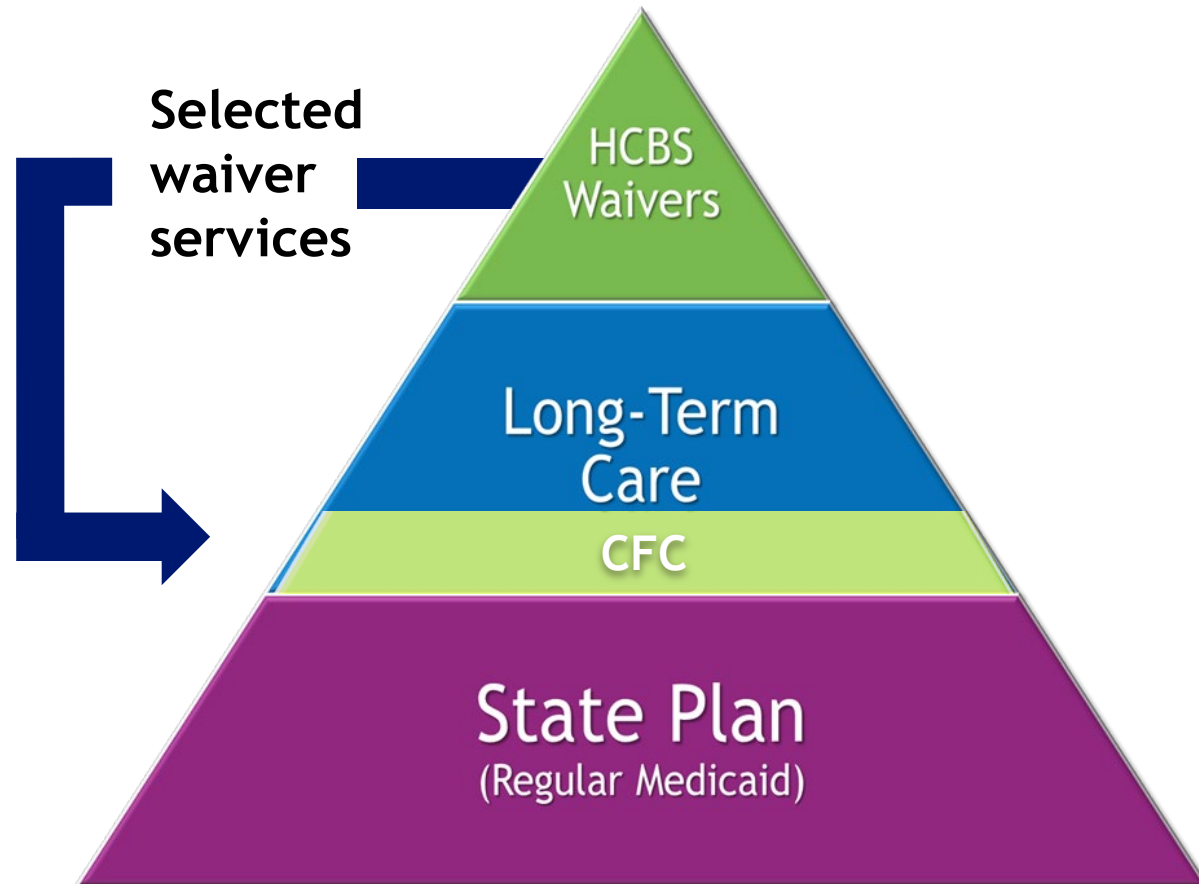 Selected
waiver
services
HCBS
Waivers
Long-Term
Care
CFC
State Plan
(Regular Medicaid)